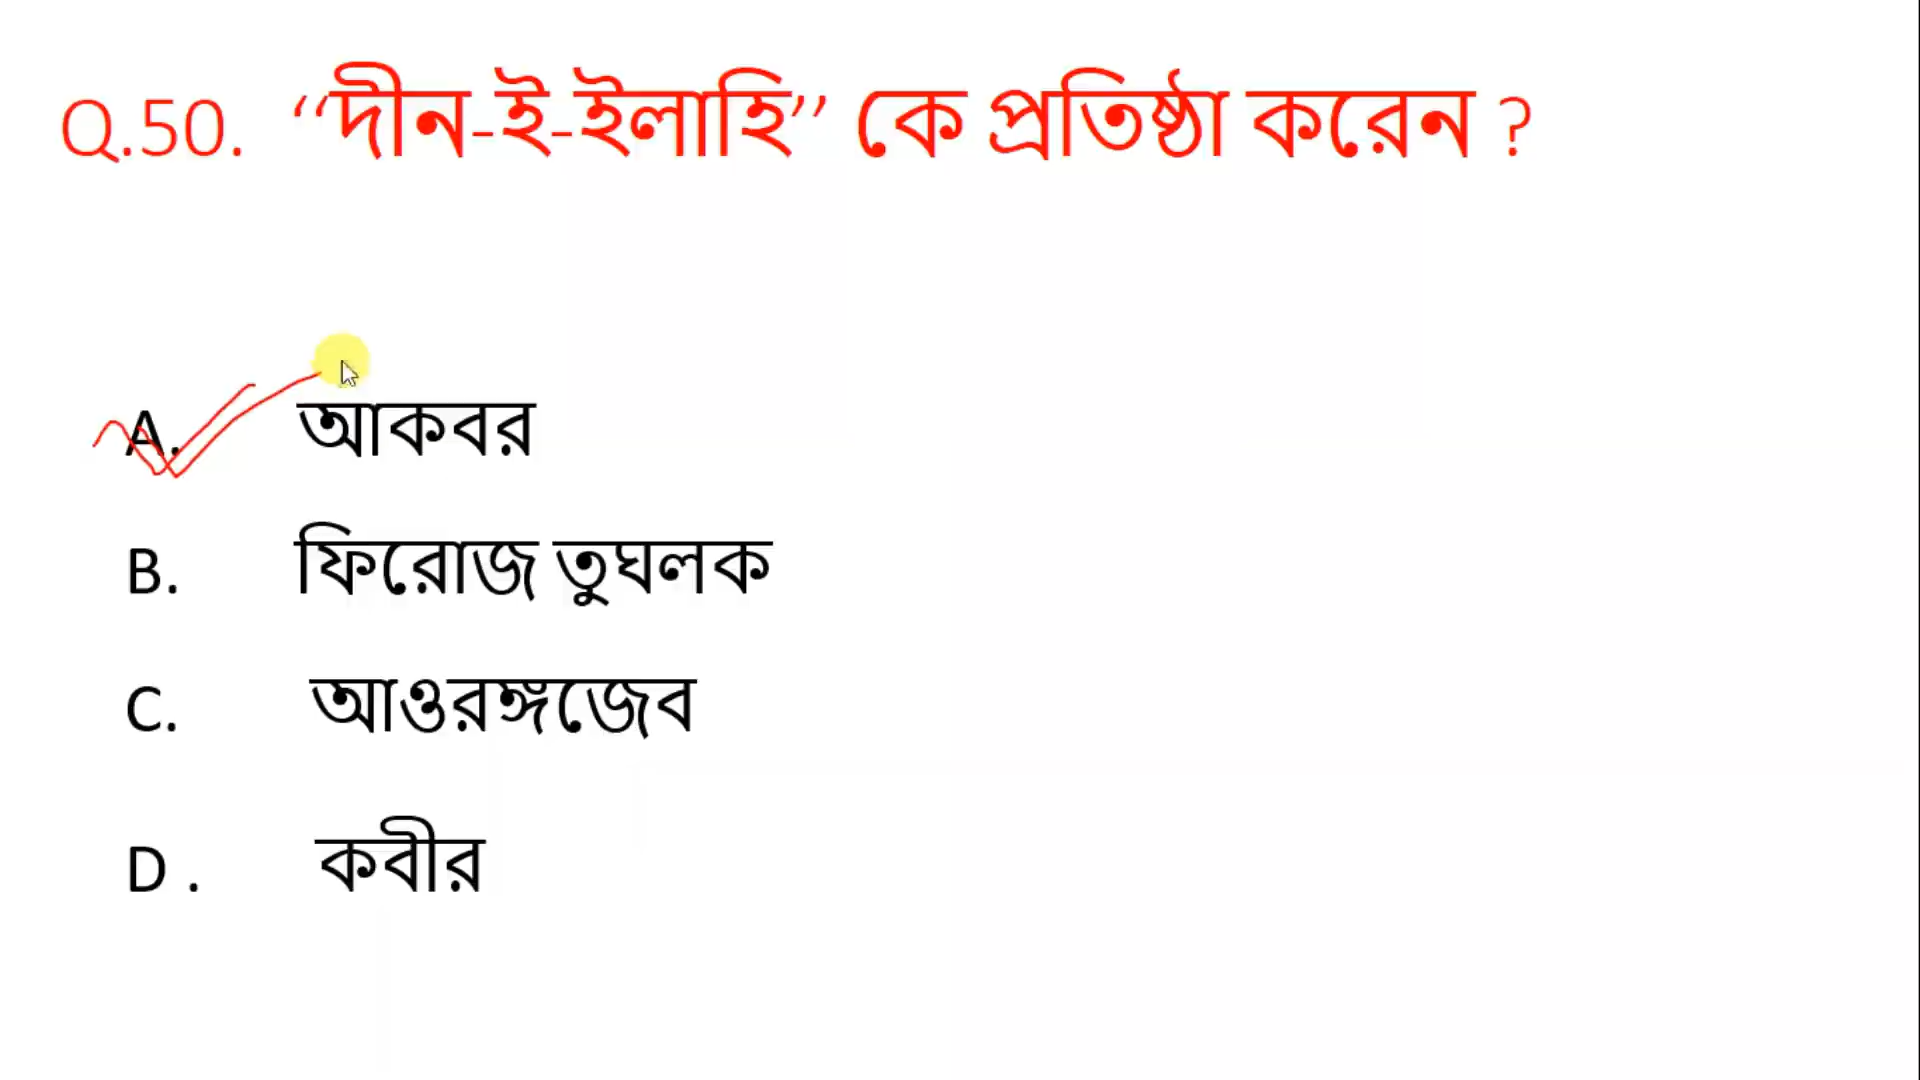 Q.50. ‘‘দীন-ই-ইলাহি’’ কে প্রতিষ্ঠা করেন ?
A. আকবর
B. ফিরোজ তুঘলক
C. আওরঙ্গজেব
D . কবীর